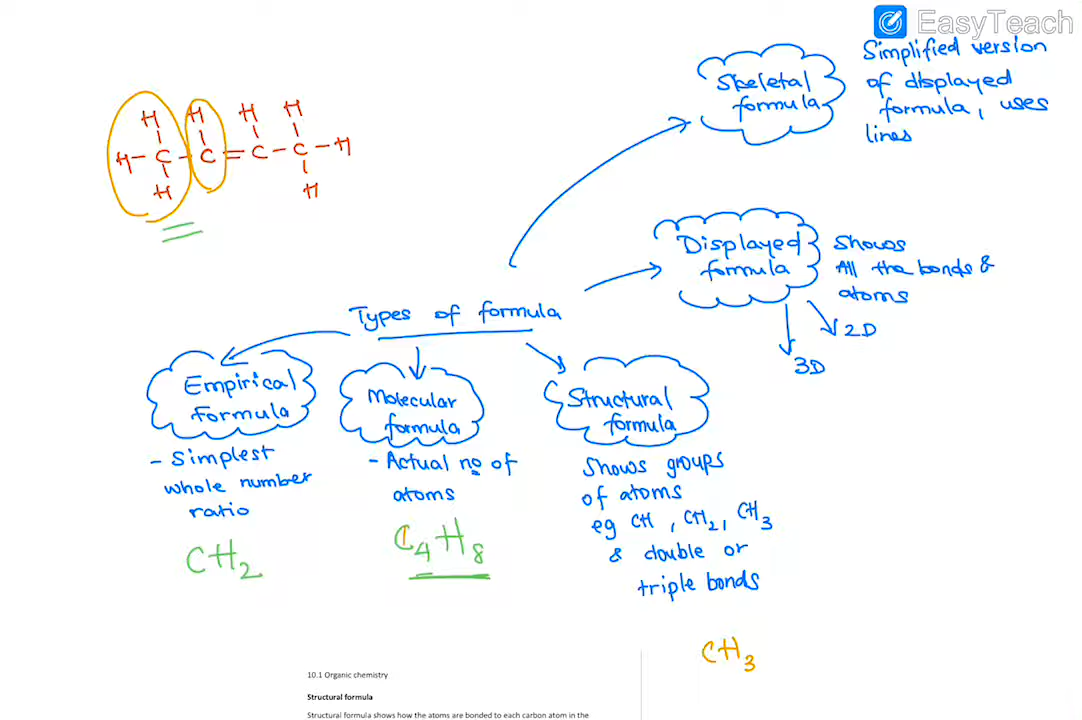 EasyTeach
Simplified version
of displayed
formula, uses
lines
Skeletal
formula
H H H H
H-C-C=C-C-H
H H
Displayed
formula
Shows
All the bonds &
atoms
2D
3D
Types of formula
Empirical
formula
- Simplest
whole number
ratio
CH2
Molecular
formula
- Actual no of
atoms
C4H8
Structural
formula
Shows groups
of atoms
eg CH, CH2, CH3
& double or
triple bonds
CH3
10.1 Organic chemistry
Structural formula
Structural formula shows how the atoms are bonded to each carbon atom in the